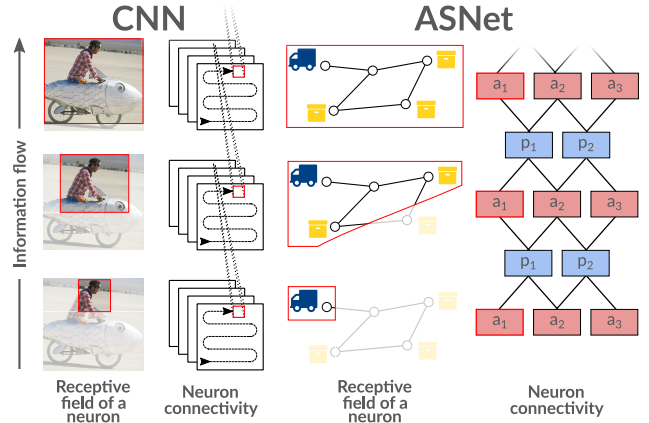 CNN
ASNet
Information flow
a1
a2
a3
p1
p2
a1
a2
a3
p1
p2
a1
a2
a3
Receptive
field of a
neuron
Neuron
connectivity
Receptive
field of a
neuron
Neuron
connectivity